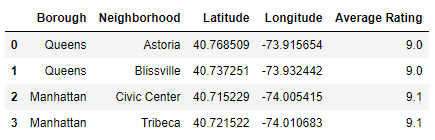 Borough Neighborhood Latitude Longitude Average Rating
0 Queens Astoria 40.768509 -73.915654 9.0
1 Queens Blissville 40.737251 -73.932442 9.0
2 Manhattan Civic Center 40.715229 -74.005415 9.1
3 Manhattan Tribeca 40.721522 -74.010683 9.1